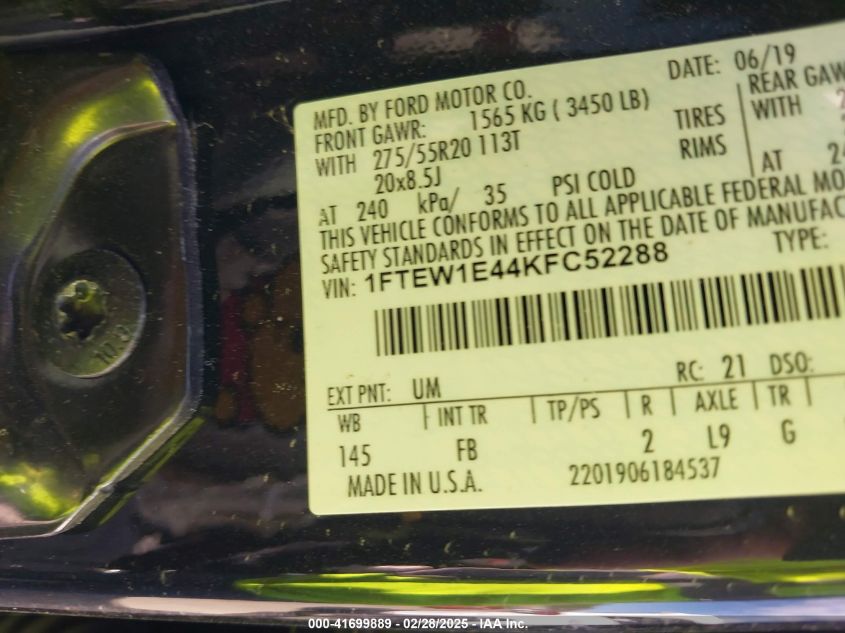 MFD. BY FORD MOTOR CO.
DATE: 06/19
FRONT GAWR: 1565 KG ( 3450 LB)
REAR GAW
WITH 275/55R20 113T TIRES
WITH
20x8.5J RIMS
AT 240 kPa/ 35 PSI COLD
AT 24
THIS VEHICLE CONFORMS TO ALL APPLICABLE FEDERAL MO
SAFETY STANDARDS IN EFFECT ON THE DATE OF MANUFAC
VIN: 1FTEW1E44KFC52288
TYPE:
EXT PNT: UM RC: 21 DSO:
WB INT TR TP/PS R AXLE TR
145 FB 2 L9 G
MADE IN U.S.A. 2201906184537
000-41699889 - 02/28/2025 - IAA Inc.